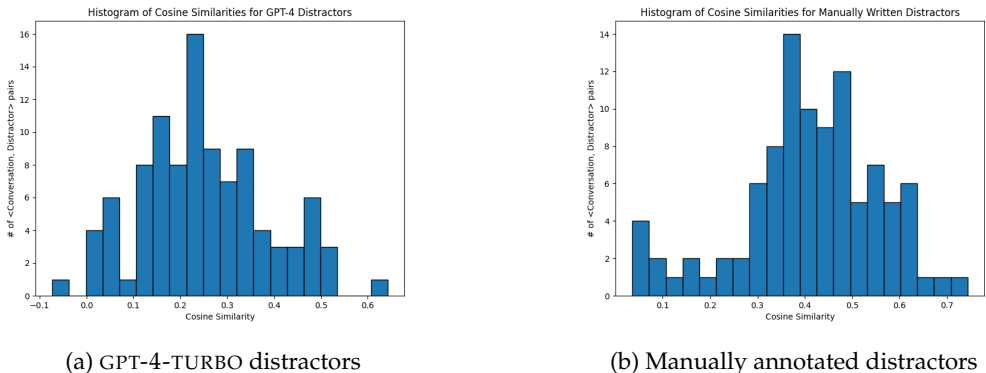 Histogram of Cosine Similarities for GPT-4 Distractors
# of <Conversation, Distractor> pairs
16
14
12
10
8
6
4
2
0
−0.1 0.0 0.1 0.2 0.3 0.4 0.5 0.6
Cosine Similarity
(a) GPT-4-TURBO distractors
Histogram of Cosine Similarities for Manually Written Distractors
# of <Conversation, Distractor> pairs
14
12
10
8
6
4
2
0
0.1 0.2 0.3 0.4 0.5 0.6 0.7
Cosine Similarity
(b) Manually annotated distractors